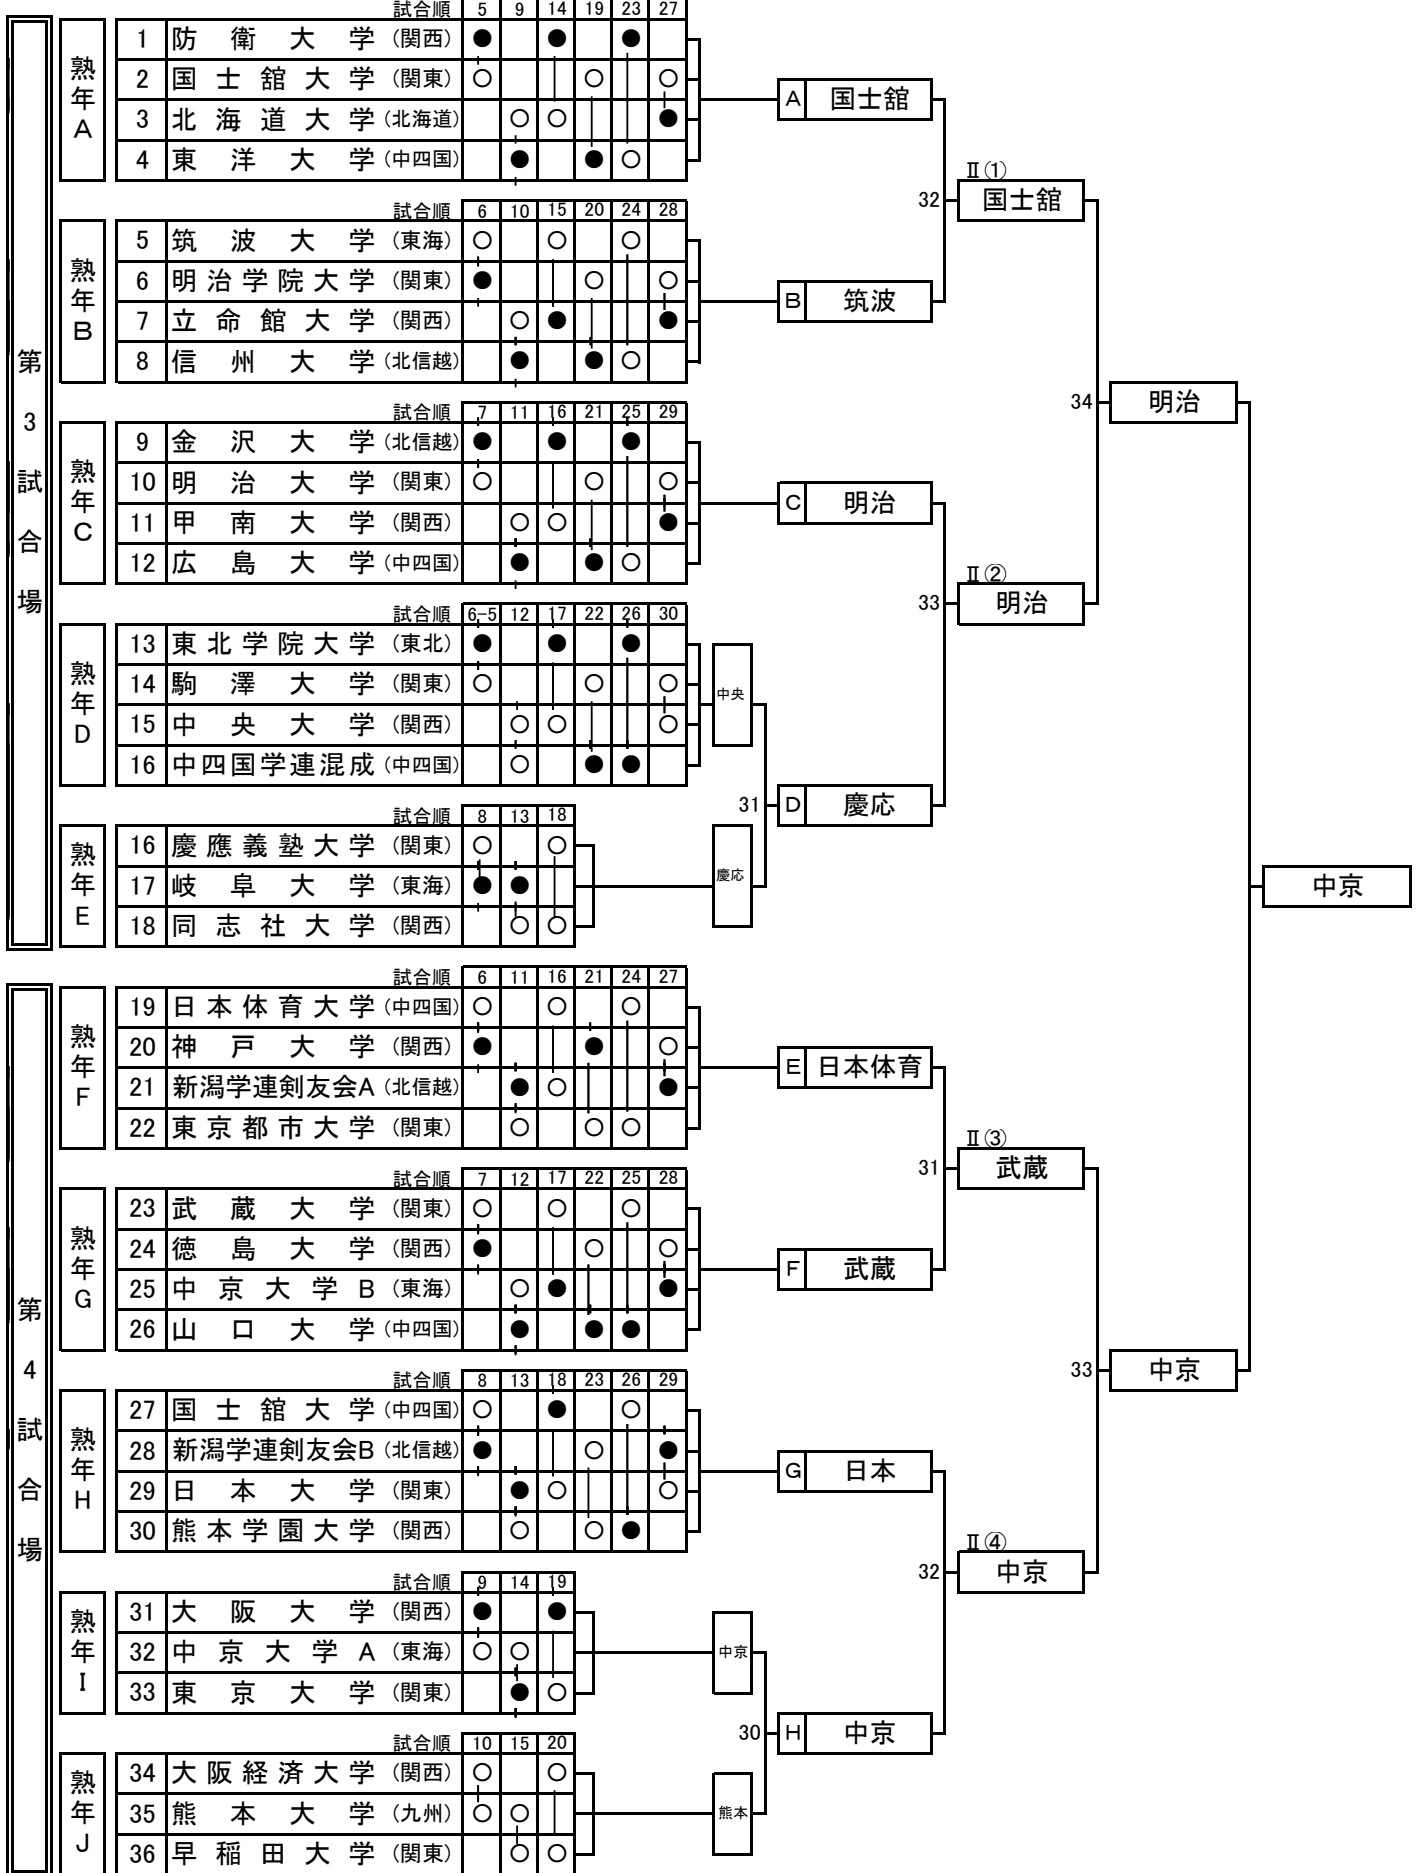 第3試合場
熟年A
試合順 5 9 14 19 23 27
1 防衛大学 (関西) ● ● ●
2 国士舘大学 (関東) ○ ○ ○
3 北海道大学 (北海道) ○ ○ ●
4 東洋大学 (中四国) ● ● ○
A 国士舘
熟年B
試合順 6 10 15 20 24 28
5 筑波大学 (東海) ○ ○ ○
6 明治学院大学 (関東) ● ○ ○
7 立命館大学 (関西) ○ ● ●
8 信州大学 (北信越) ● ● ○
B 筑波
32 Ⅱ① 国士舘
熟年C
試合順 7 11 16 21 25 29
9 金沢大学 (北信越) ● ● ●
10 明治大学 (関東) ○ ○ ○
11 甲南大学 (関西) ○ ○ ●
12 広島大学 (中四国) ● ● ○
C 明治
熟年D
試合順 6-5 12 17 22 26 30
13 東北学院大学 (東北) ● ● ●
14 駒澤大学 (関東) ○ ○ ○
15 中央大学 (関西) ○ ○ ○
16 中四国学連混成 (中四国) ○ ● ●
中央
熟年E
試合順 8 13 18
16 慶應義塾大学 (関東) ○ ○
17 岐阜大学 (東海) ● ●
18 同志社大学 (関西) ○ ○
慶応
31 D 慶応
33 Ⅱ② 明治
34 明治
中京
第4試合場
熟年F
試合順 6 11 16 21 24 27
19 日本体育大学 (中四国) ○ ○ ○
20 神戸大学 (関西) ● ● ○
21 新潟学連剣友会A (北信越) ● ○ ●
22 東京都市大学 (関東) ○ ○ ○
E 日本体育
熟年G
試合順 7 12 17 22 25 28
23 武蔵大学 (関東) ○ ○ ○
24 徳島大学 (関西) ● ○ ○
25 中京大学B (東海) ○ ● ●
26 山口大学 (中四国) ● ● ●
F 武蔵
31 Ⅱ③ 武蔵
熟年H
試合順 8 13 18 23 26 29
27 国士舘大学 (中四国) ○ ● ○
28 新潟学連剣友会B (北信越) ● ○ ●
29 日本大学 (関東) ● ○ ○
30 熊本学園大学 (関西) ○ ○ ●
G 日本
熟年I
試合順 9 14 19
31 大阪大学 (関西) ● ●
32 中京大学A (東海) ○ ○
33 東京大学 (関東) ● ○
中京
熟年J
試合順 10 15 20
34 大阪経済大学 (関西) ○ ○
35 熊本大学 (九州) ○ ○
36 早稲田大学 (関東) ○ ○
熊本
30 H 中京
32 Ⅱ④ 中京
33 中京